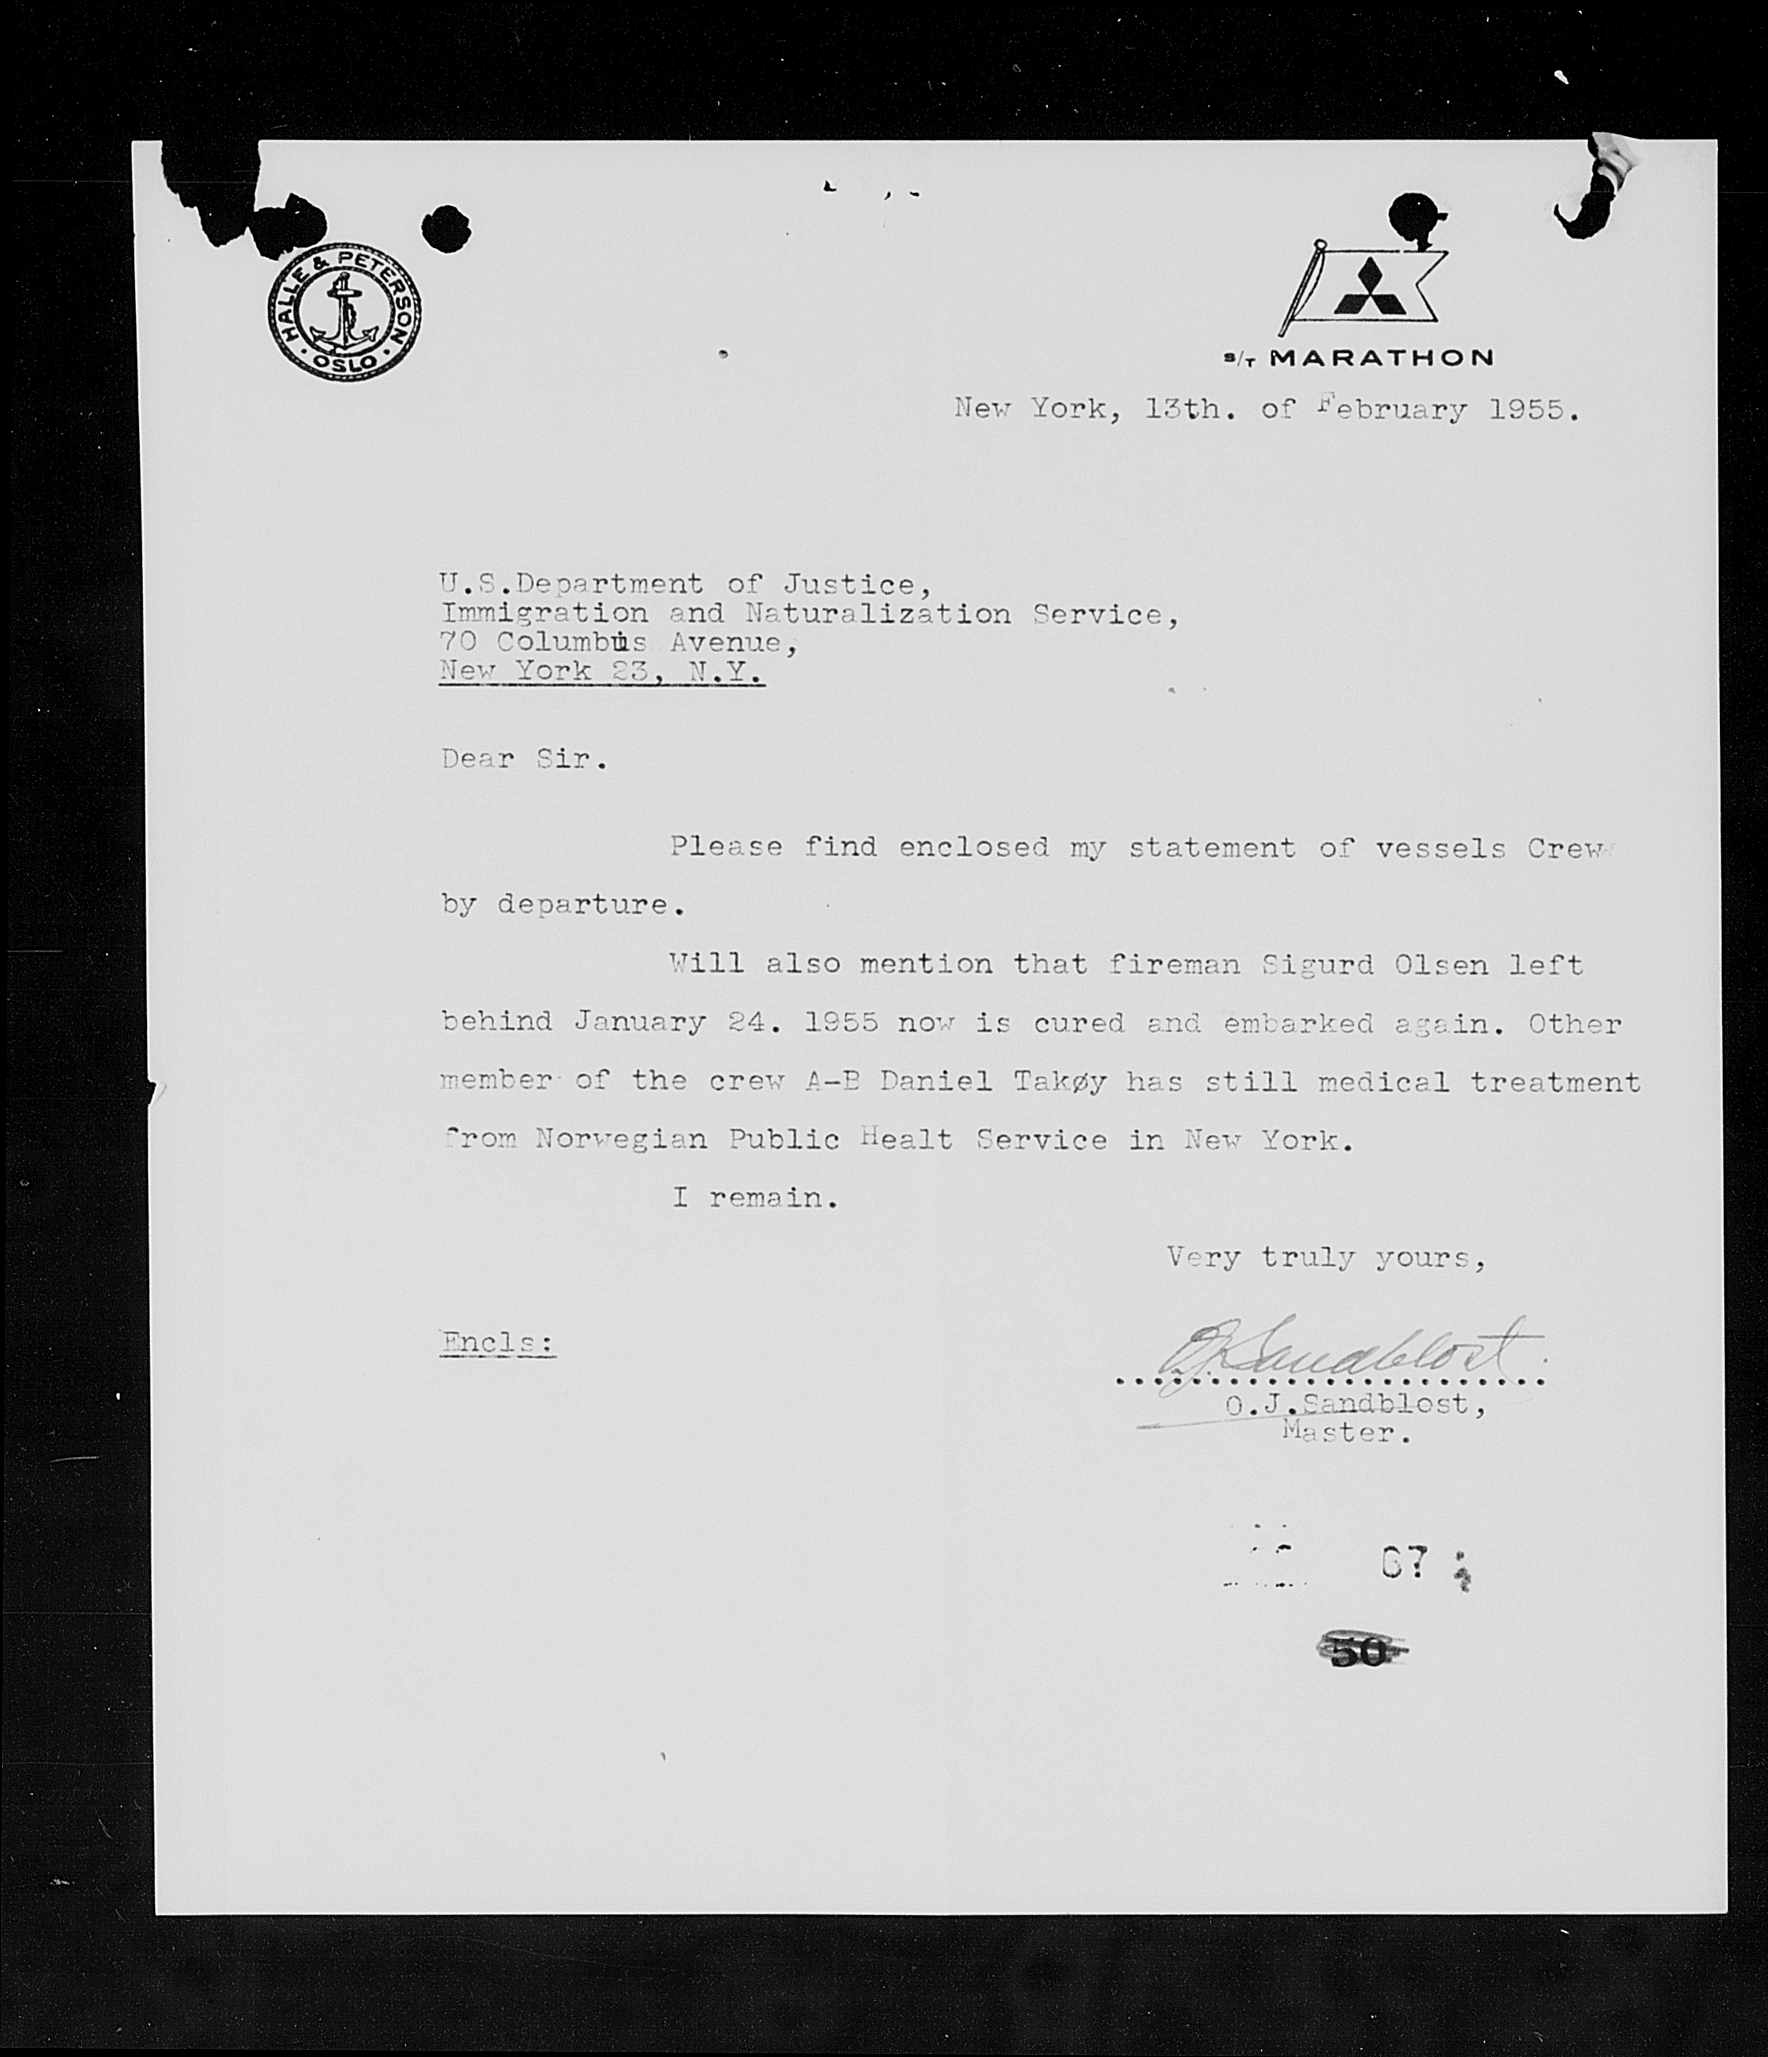 HALLE & PETERSON
OSLO
S/T MARATHON
New York, 13th. of February 1955.
U.S.Department of Justice,
Immigration and Naturalization Service,
70 Columbus Avenue,
New York 23, N.Y.
Dear Sir.
Please find enclosed my statement of vessels Crew
by departure.
Will also mention that fireman Sigurd Olsen left
behind January 24. 1955 now is cured and embarked again. Other
member of the crew A-B Daniel Takøy has still medical treatment
from Norwegian Public Healt Service in New York.
I remain.
Very truly yours,
Encls:
O.J.Sandblost
O.J.Sandblost,
Master.
67
50